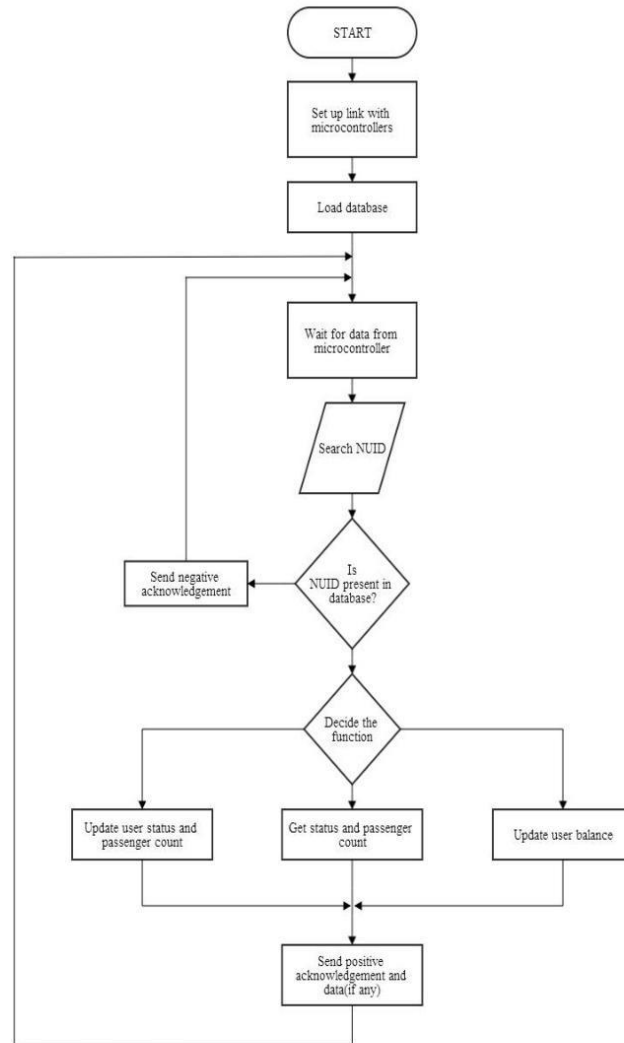 START
Set up link with
microcontrollers
Load database
Wait for data from
microcontroller
Search NUID
Is
NUID present in
database?
Send negative
acknowledgement
Decide the
function
Update user status and
passenger count
Get status and passenger
count
Update user balance
Send positive
acknowledgement and
data(if any)